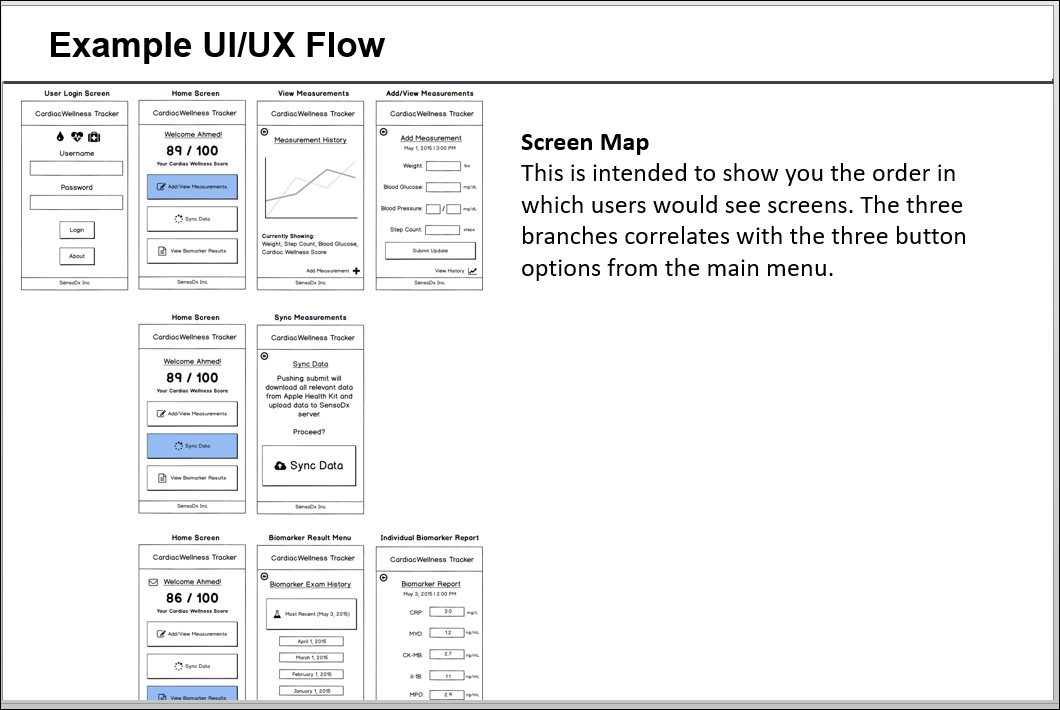 Example UI/UX Flow
User Login Screen
CardiacWellness Tracker
Username
Password
Login
About
SensoDx Inc.
Home Screen
CardiacWellness Tracker
Welcome Ahmed!
89 / 100
Your Cardiac Wellness Score
Add/View Measurements
Sync Data
View Biomarker Results
SensoDx Inc.
View Measurements
CardiacWellness Tracker
Measurement History
Currently Showing:
Weight, Step Count, Blood Glucose,
Cardiac Wellness Score
Add Measurement
SensoDx Inc.
Add/View Measurements
CardiacWellness Tracker
Add Measurement
May 1, 2015 | 3:00 PM
Weight: lbs
Blood Glucose: mg/dL
Blood Pressure: / mg/dL
Step Count: steps
Submit Update
View History
SensoDx Inc.
Screen Map
This is intended to show you the order in
which users would see screens. The three
branches correlates with the three button
options from the main menu.
Home Screen
CardiacWellness Tracker
Welcome Ahmed!
89 / 100
Your Cardiac Wellness Score
Add/View Measurements
Sync Data
View Biomarker Results
SensoDx Inc.
Sync Measurements
CardiacWellness Tracker
Sync Data
Pushing submit will
download all relevant data
from Apple Health Kit and
upload data to SensoDx
server.
Proceed?
Sync Data
SensoDx Inc.
Home Screen
CardiacWellness Tracker
Welcome Ahmed!
86 / 100
Your Cardiac Wellness Score
Add/View Measurements
Sync Data
View Biomarker Results
Biomarker Result Menu
CardiacWellness Tracker
Biomarker Exam History
Most Recent (May 3, 2015)
April 1, 2015
March 1, 2015
February 1, 2015
January 1, 2015
Individual Biomarker Report
CardiacWellness Tracker
Biomarker Report
May 3, 2015 | 2:00 PM
CRP: 3.0 mg/L
MYO: 12 ng/mL
CK-MB: 2.7 ng/mL
il-1B: 11 ng/mL
MPO: 2.9 ng/mL